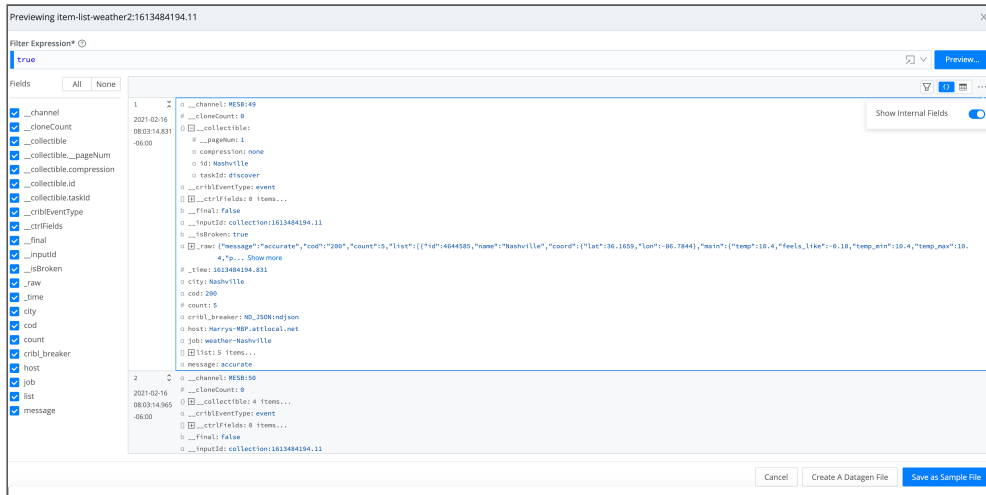 Previewing item-list-weather2:1613484194.11
Filter Expression*
true
Preview...
Fields
All None
__channel
__cloneCount
__collectible
__collectible.__pageNum
__collectible.compression
__collectible.id
__collectible.taskId
__criblEventType
__ctrlFields
__final
__inputId
__isBroken
_raw
_time
city
cod
count
cribl_breaker
host
job
list
message
Show Internal Fields
1
2021-02-16
08:03:14.831
-06:00
α __channel: MESB:49
# __cloneCount: 0
{} __collectible:
# __pageNum: 1
α compression: none
α id: Nashville
α taskId: discover
α __criblEventType: event
[] __ctrlFields: 0 items...
b __final: false
α __inputId: collection:1613484194.11
b __isBroken: true
α _raw: {"message":"accurate","cod":"200","count":5,"list":[{"id":4644585,"name":"Nashville","coord":{"lat":36.1659,"lon":-86.7844},"main":{"temp":10.4,"feels_like":-0.18,"temp_min":10.4,"temp_max":10.
4,"p... Show more
# _time: 1613484194.831
α city: Nashville
α cod: 200
# count: 5
α cribl_breaker: ND_JSON:ndjson
α host: Harrys-MBP.attlocal.net
α job: weather-Nashville
[] list: 5 items...
α message: accurate
2
2021-02-16
08:03:14.965
-06:00
α __channel: MESB:50
# __cloneCount: 0
{} __collectible: 4 items...
α __criblEventType: event
[] __ctrlFields: 0 items...
b __final: false
α __inputId: collection:1613484194.11
Cancel
Create A Datagen File
Save as Sample File